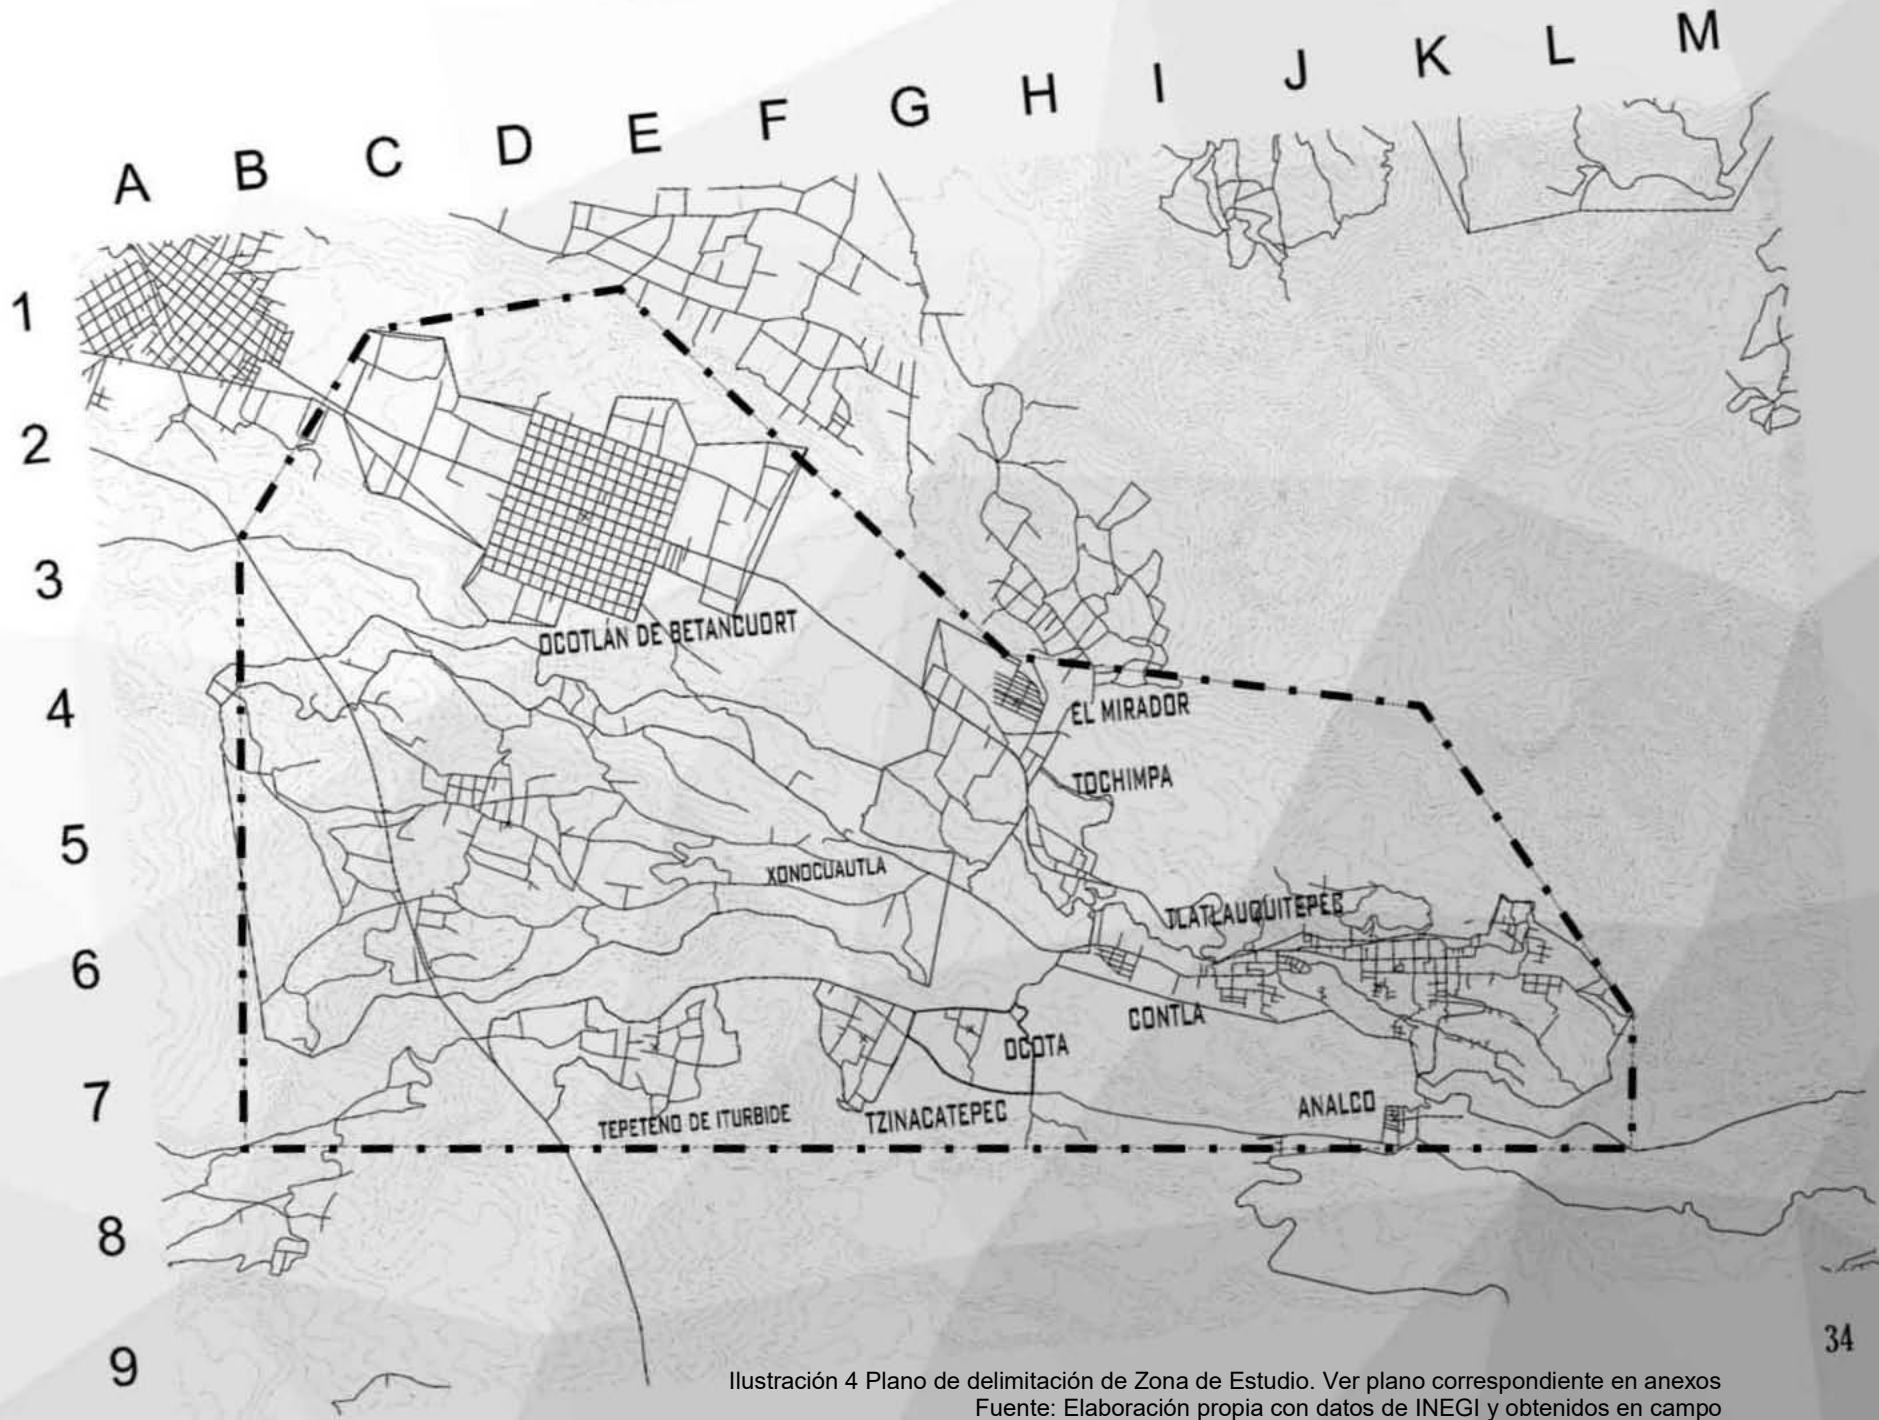 A B C D E F G H I J K L M
1
2
3
OCOTLÁN DE BETANCUORT
4
EL MIRADOR
TOCHIMPA
5
XONOCUAUTLA
TLATLAUQUITEPEC
6
CONTLA
OCOTA
7
ANALCO
TEPETENO DE ITURBIDE
TZINACATEPEC
8
9
34
Ilustración 4 Plano de delimitación de Zona de Estudio. Ver plano correspondiente en anexos
Fuente: Elaboración propia con datos de INEGI y obtenidos en campo